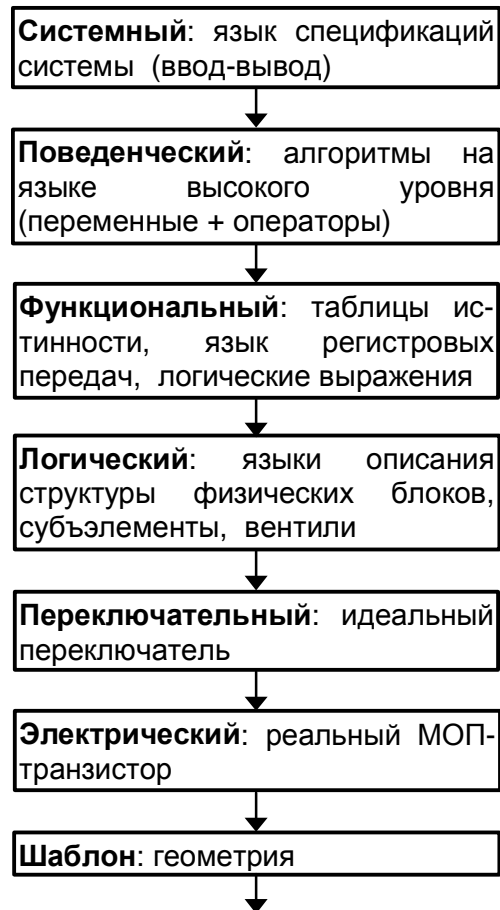 Системный: язык спецификаций
системы (ввод-вывод)
Поведенческий: алгоритмы на
языке высокого уровня
(переменные + операторы)
Функциональный: таблицы ис-
тинности, язык регистровых
передач, логические выражения
Логический: языки описания
структуры физических блоков,
субъэлементы, вентили
Переключательный: идеальный
переключатель
Электрический: реальный МОП-
транзистор
Шаблон: геометрия